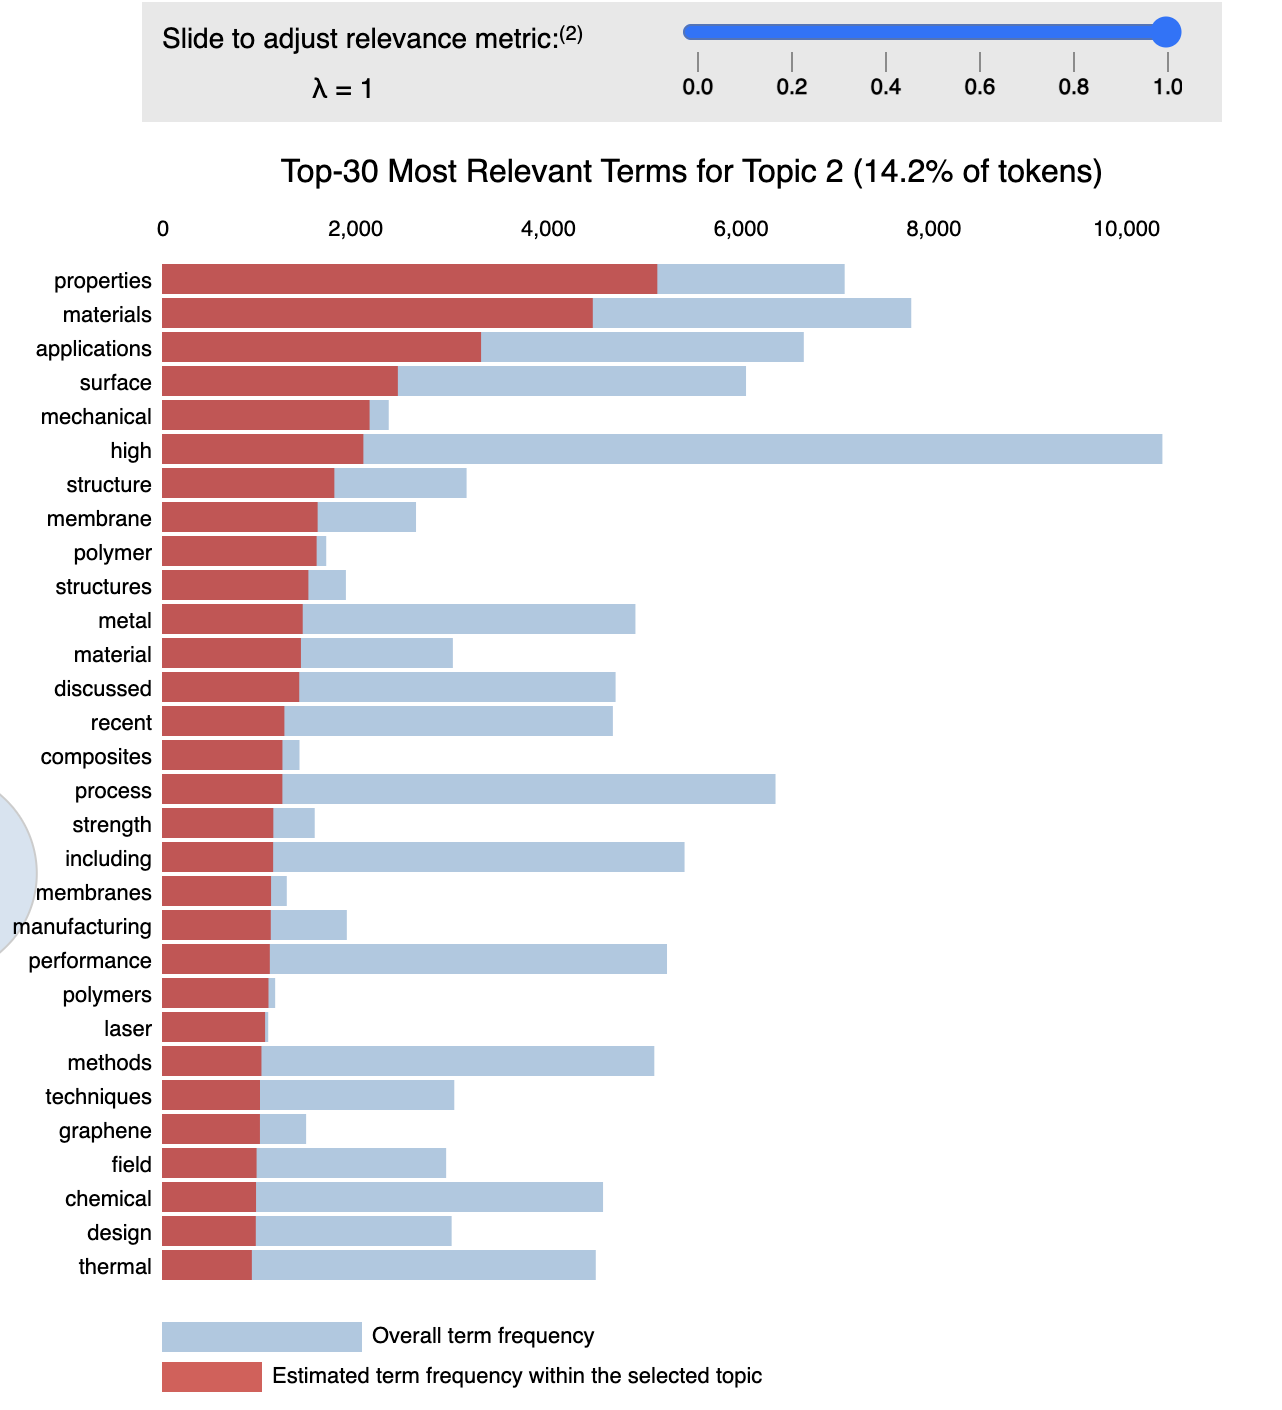 Slide to adjust relevance metric:(2)
λ = 1
0.0 0.2 0.4 0.6 0.8 1.0
Top-30 Most Relevant Terms for Topic 2 (14.2% of tokens)
0 2,000 4,000 6,000 8,000 10,000
properties
materials
applications
surface
mechanical
high
structure
membrane
polymer
structures
metal
material
discussed
recent
composites
process
strength
including
membranes
manufacturing
performance
polymers
laser
methods
techniques
graphene
field
chemical
design
thermal
Overall term frequency
Estimated term frequency within the selected topic